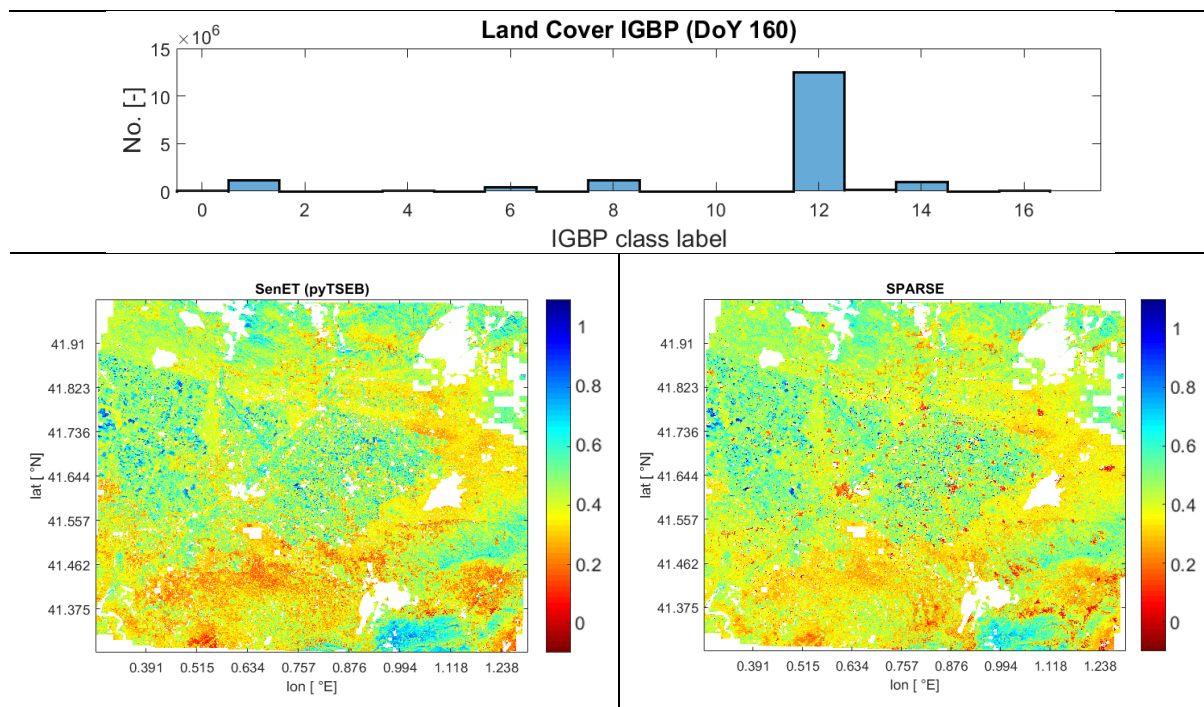 Land Cover IGBP (DoY 160)
×10⁶
15
10
5
0
No. [-]
0 2 4 6 8 10 12 14 16
IGBP class label
SenET (pyTSEB)
41.91
41.823
41.736
41.644
41.557
41.462
41.375
lat [ °N]
0.391 0.515 0.634 0.757 0.876 0.994 1.118 1.238
lon [ °E]
1
0.8
0.6
0.4
0.2
0
SPARSE
41.91
41.823
41.736
41.644
41.557
41.462
41.375
lat [ °N]
0.391 0.515 0.634 0.757 0.876 0.994 1.118 1.238
lon [ °E]
1
0.8
0.6
0.4
0.2
0